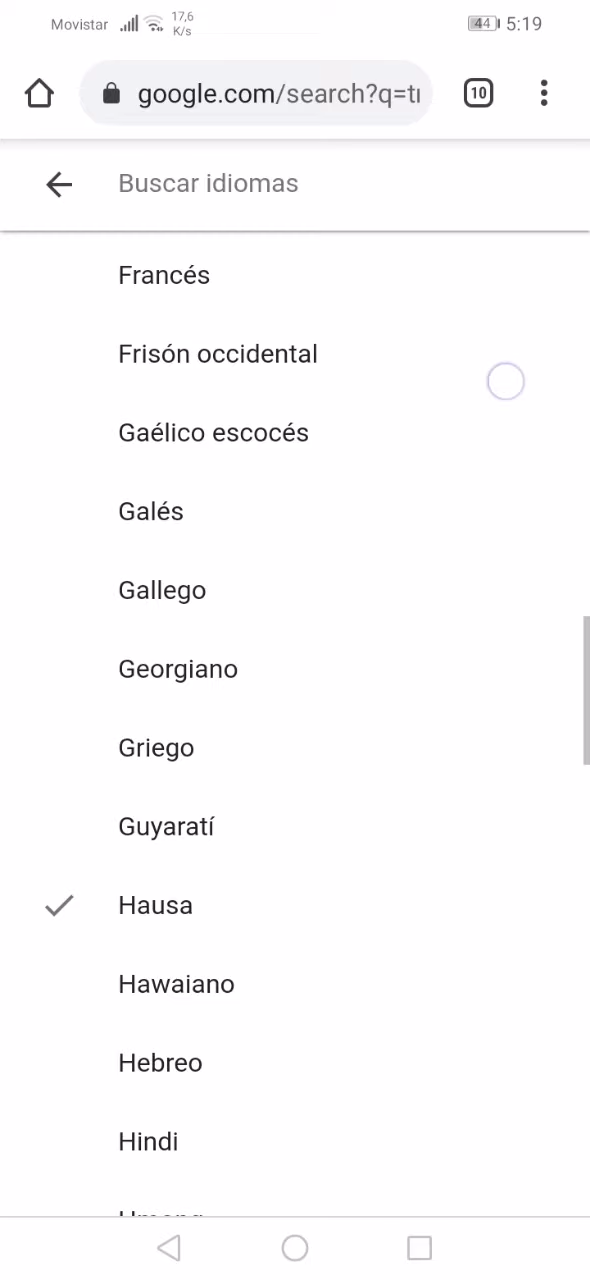 Movistar 17,6 K/s 44 5:19
google.com/search?q=t 10
Buscar idiomas
Francés
Frisón occidental
Gaélico escocés
Galés
Gallego
Georgiano
Griego
Guyaratí
Hausa
Hawaiano
Hebreo
Hindi